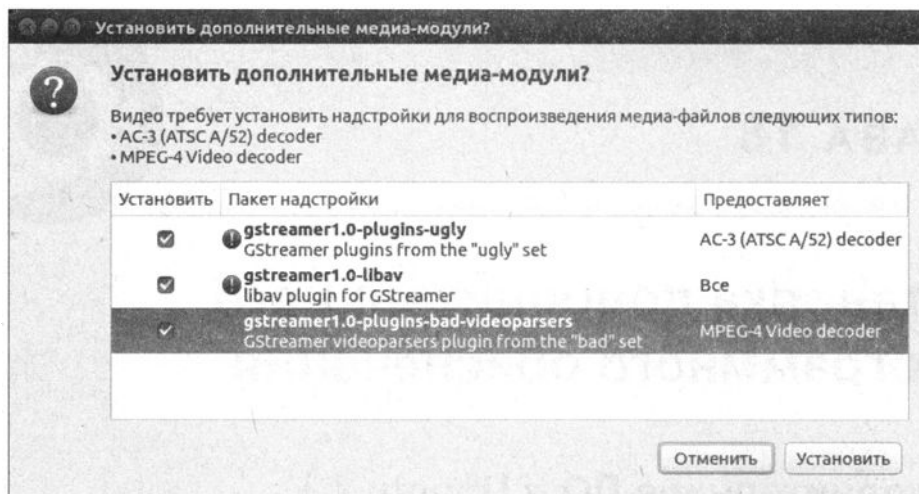 Установить дополнительные медиа-модули?
Установить дополнительные медиа-модули?
Видео требует установить надстройки для воспроизведения медиа-файлов следующих типов:
• AC-3 (ATSC A/52) decoder
• MPEG-4 Video decoder
Установить Пакет надстройки Предоставляет
gstreamer1.0-plugins-ugly
GStreamer plugins from the "ugly" set AC-3 (ATSC A/52) decoder
gstreamer1.0-libav
libav plugin for GStreamer Все
gstreamer1.0-plugins-bad-videoparsers
GStreamer videoparsers plugin from the "bad" set MPEG-4 Video decoder
Отменить Установить